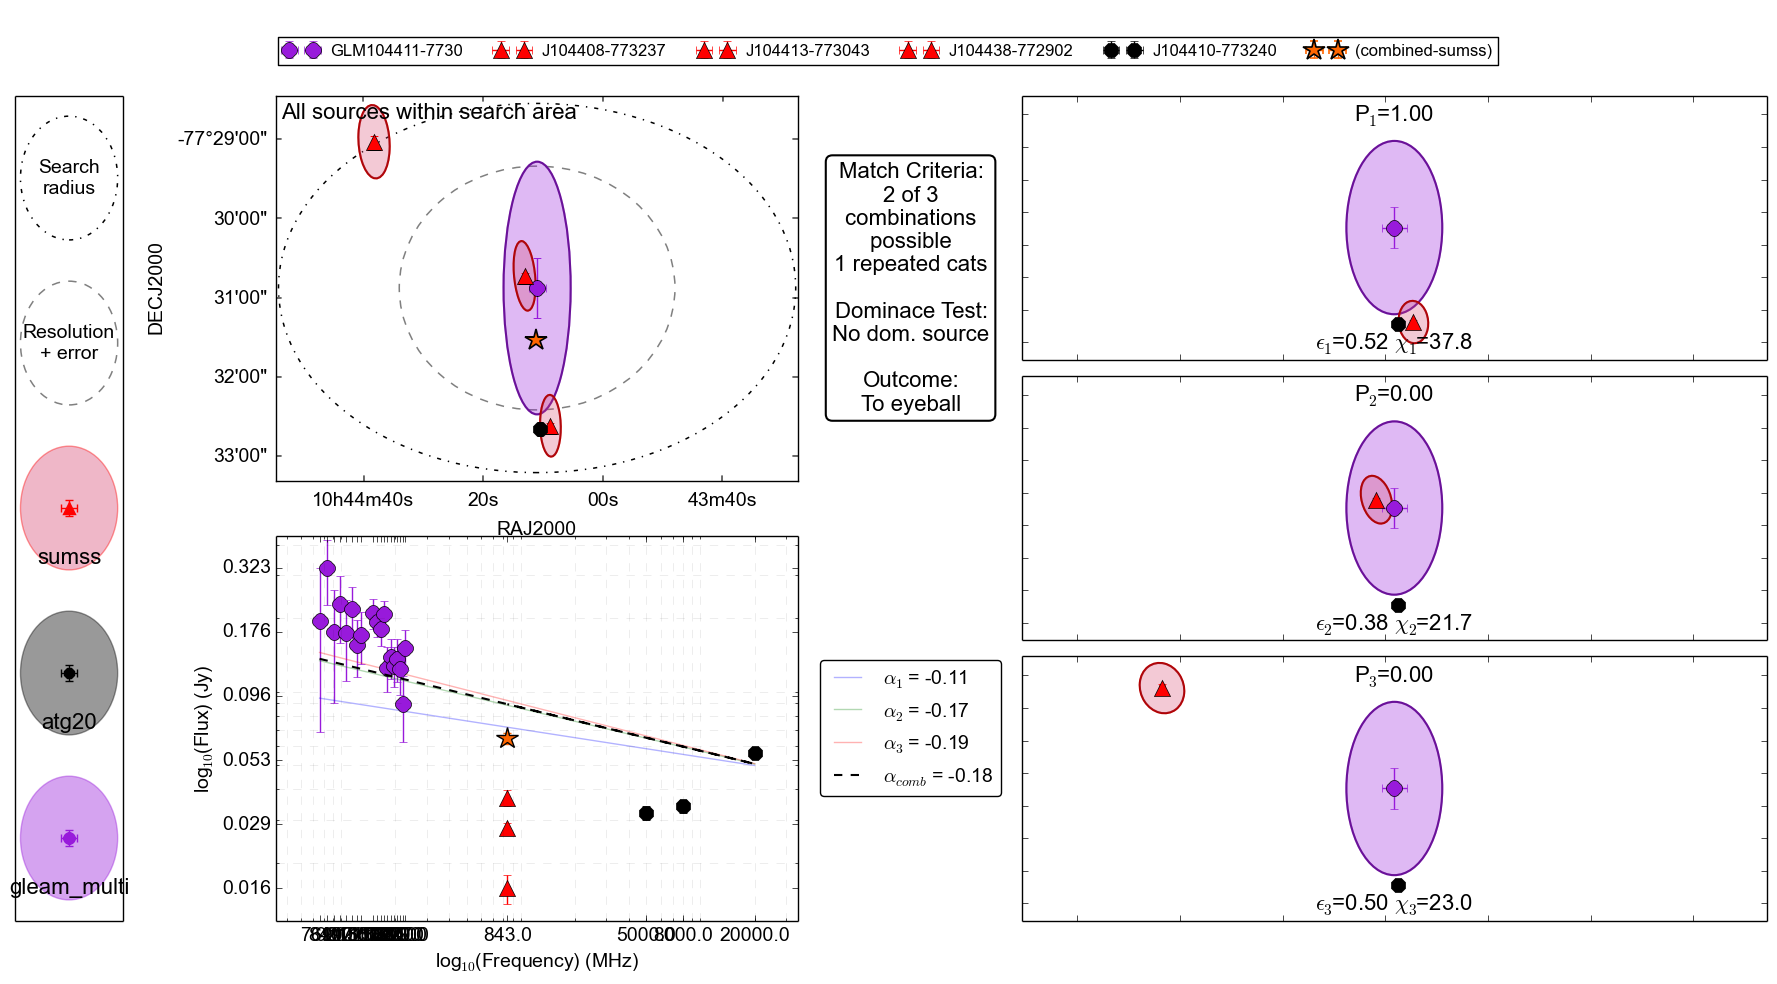 GLM104411-7730 J104408-773237 J104413-773043 J104438-772902 J104410-773240 (combined-sumss)
Search
radius
Resolution
+ error
sumss
atg20
gleam_multi
All sources within search area
DECJ2000
-77°29'00"
30'00"
31'00"
32'00"
33'00"
10h44m40s 20s 00s 43m40s
RAJ2000
Match Criteria:
2 of 3
combinations
possible
1 repeated cats
Dominace Test:
No dom. source
Outcome:
To eyeball
log10(Flux) (Jy)
0.323
0.176
0.096
0.053
0.029
0.016
843.0 5000.0 8000.0 20000.0
log10(Frequency) (MHz)
α1 = -0.11
α2 = -0.17
α3 = -0.19
αcomb = -0.18
P1=1.00
ϵ1=0.52 χ1=37.8
P2=0.00
ϵ2=0.38 χ2=21.7
P3=0.00
ϵ3=0.50 χ3=23.0